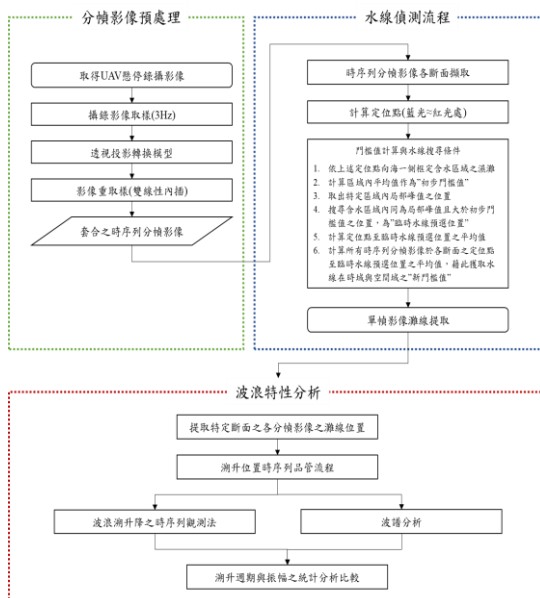 分幀影像預處理
取得UAV懸停錄攝影像
攝錄影像取樣(3Hz)
透視投影轉換模型
影像重取樣(雙線性內插)
套合之時序列分幀影像
水線偵測流程
時序列分幀影像各斷面擷取
計算定位點(藍光≈紅光處)
門檻值計算與水線搜尋條件
1. 依上述定位點向海一側框定含水區域之濕灘
2. 計算區域內平均值作為"初步門檻值"
3. 取出特定區域內局部峰值之位置
4. 搜尋含水區域內同為局部峰值且大於初步門
檻值之位置,為"臨時水線預選位置"
5. 計算定位點至臨時水線預選位置之平均值
6. 計算所有時序列分幀影像於各斷面之定位點
至臨時水線預選位置之平均值,藉此獲取水
線在時域與空間域之"新門檻值"
單幀影像灘線提取
波浪特性分析
提取特定斷面之各分幀影像之灘線位置
溯升位置時序列品管流程
波浪溯升降之時序列觀測法
波譜分析
溯升週期與振幅之統計分析比較